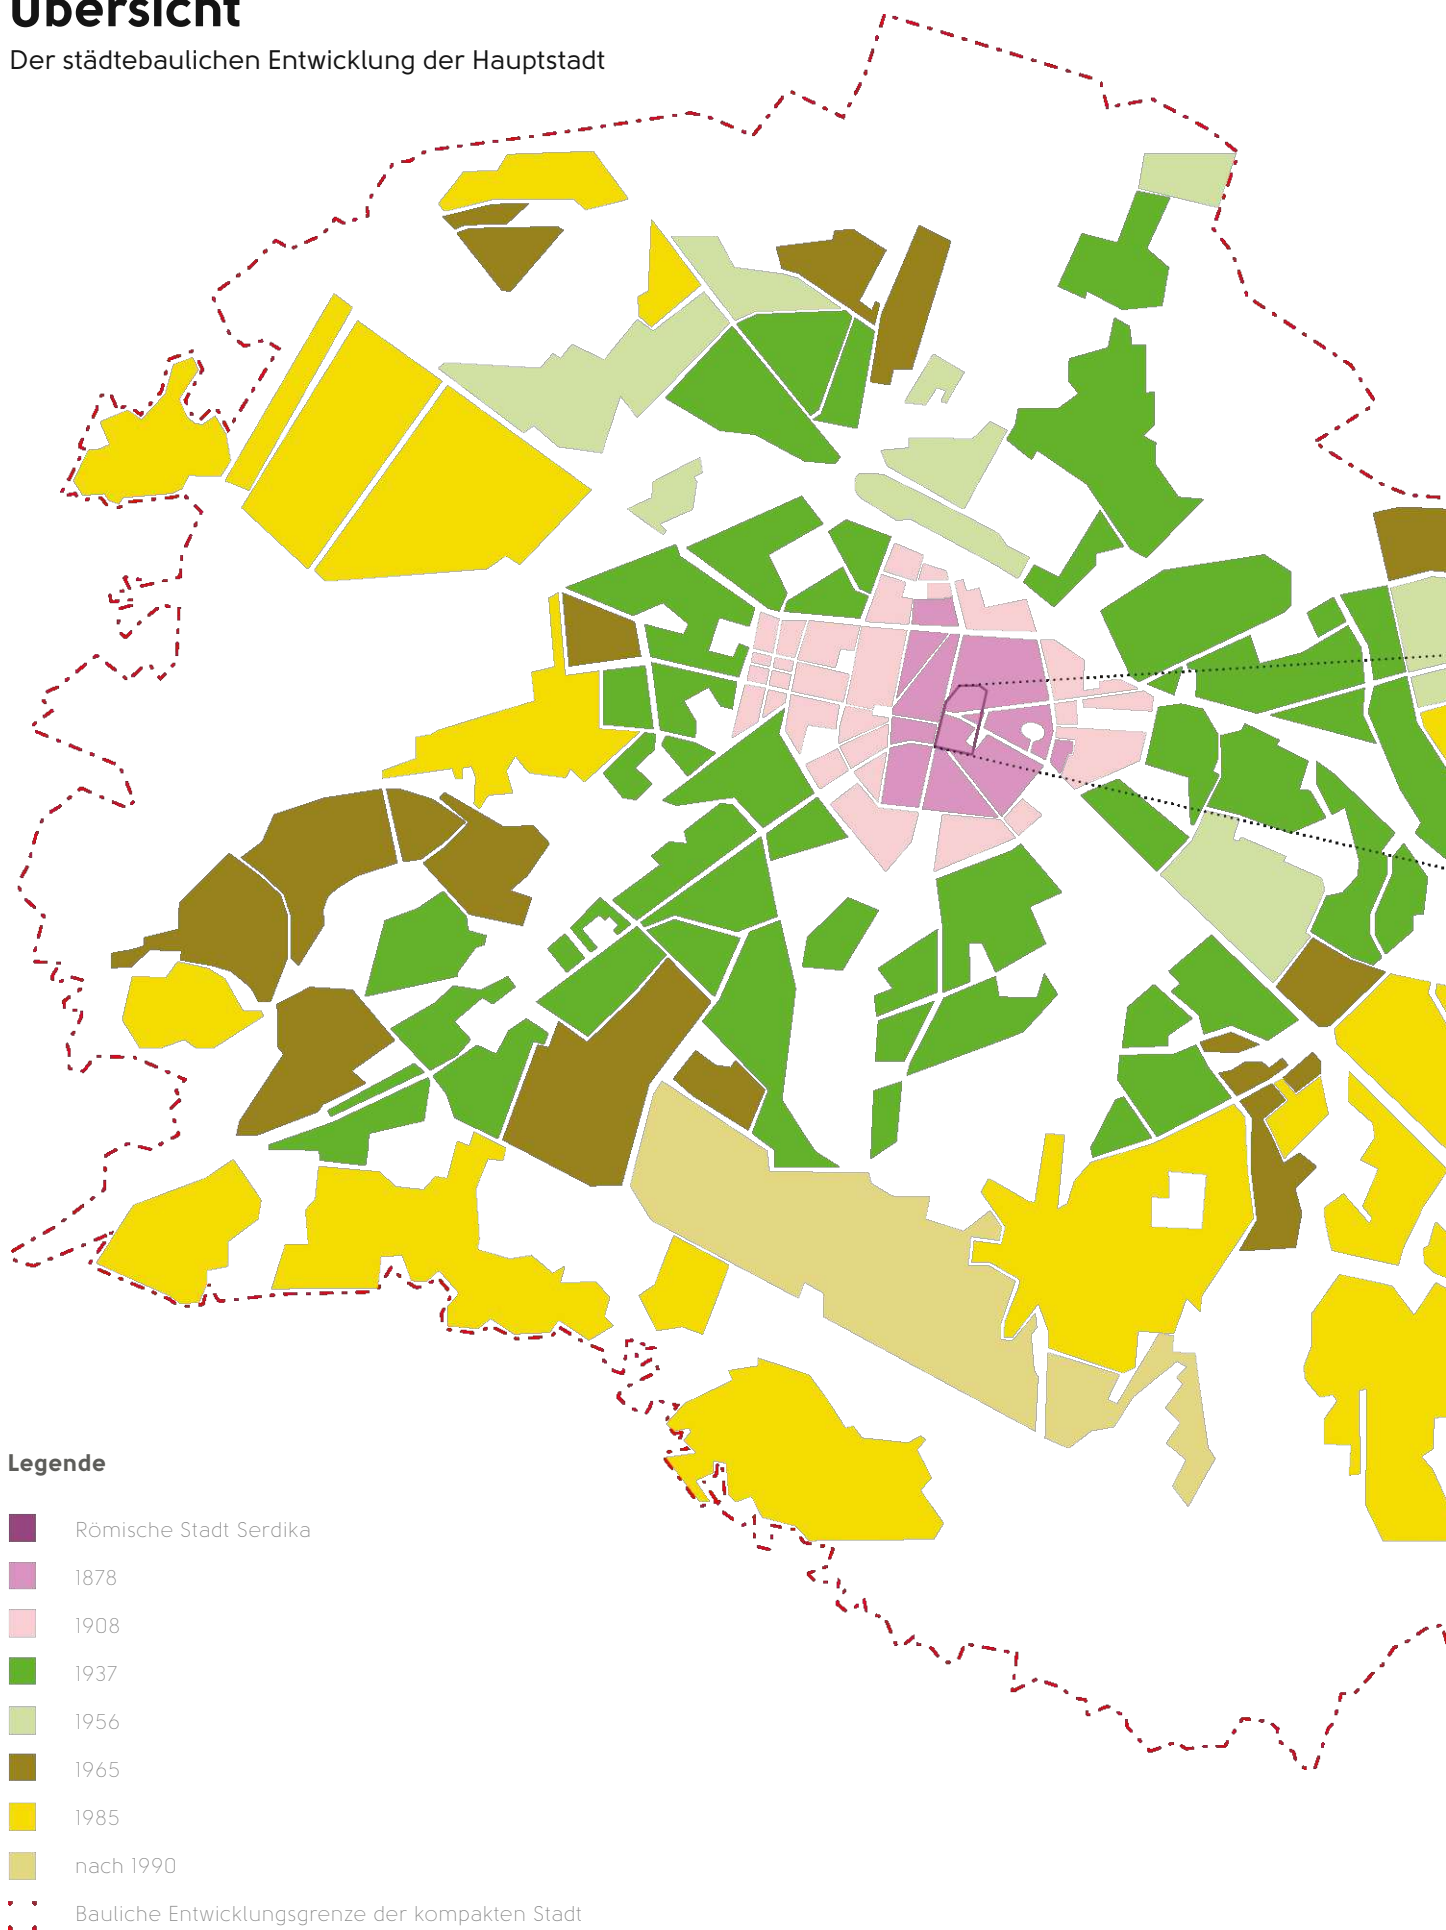 Übersicht
Der städtebaulichen Entwicklung der Hauptstadt
Legende
Römische Stadt Serdika
1878
1908
1937
1956
1965
1985
nach 1990
Bauliche Entwicklungsgrenze der kompakten Stadt